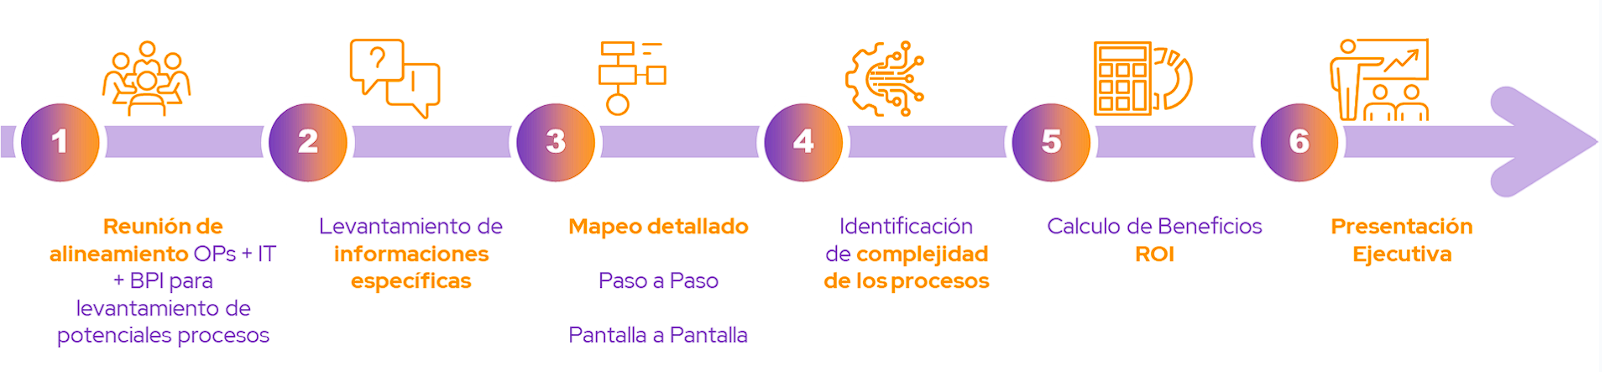 1
Reunión de
alineamiento OPs + IT
+ BPI para
levantamiento de
potenciales procesos
2
?
!
Levantamiento de
informaciones
específicas
3
Mapeo detallado
Paso a Paso
Pantalla a Pantalla
4
Identificación
de complejidad
de los procesos
5
Calculo de Beneficios
ROI
6
Presentación
Ejecutiva